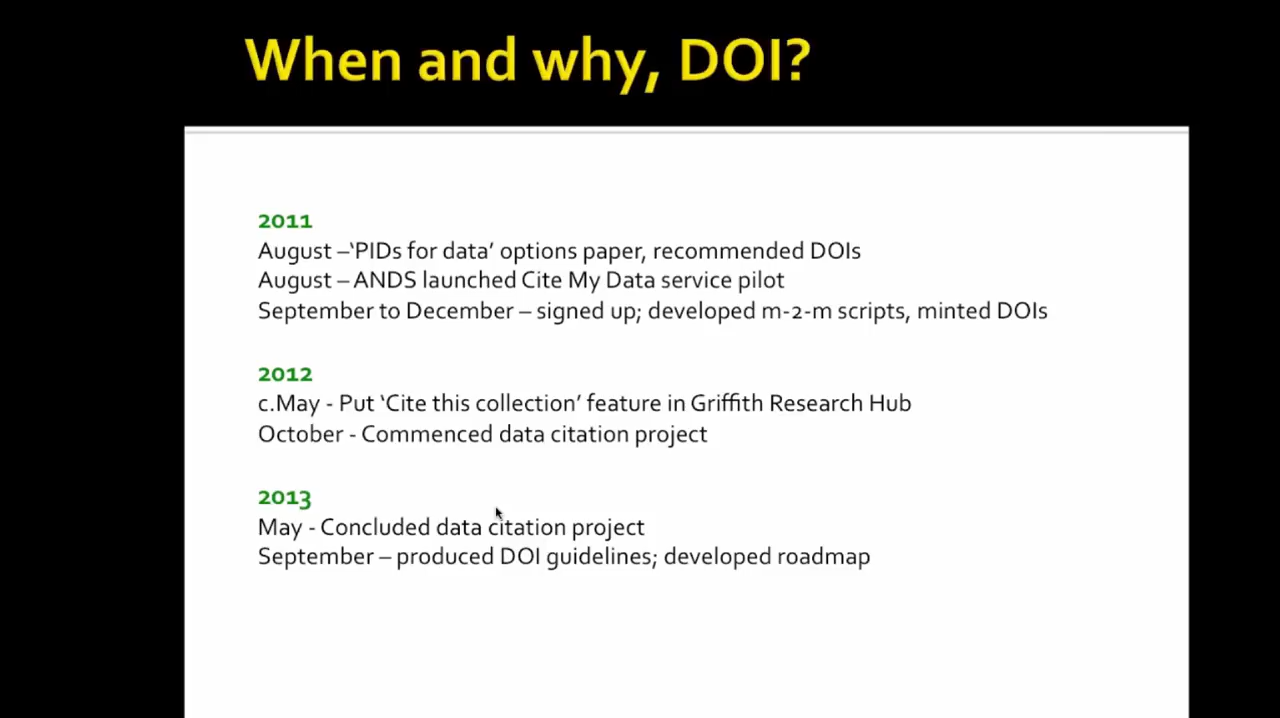 When and why, DOI?
2011
August –‘PIDs for data’ options paper, recommended DOIs
August – ANDS launched Cite My Data service pilot
September to December – signed up; developed m-2-m scripts, minted DOIs
2012
c.May - Put ‘Cite this collection’ feature in Griffith Research Hub
October - Commenced data citation project
2013
May - Concluded data citation project
September – produced DOI guidelines; developed roadmap